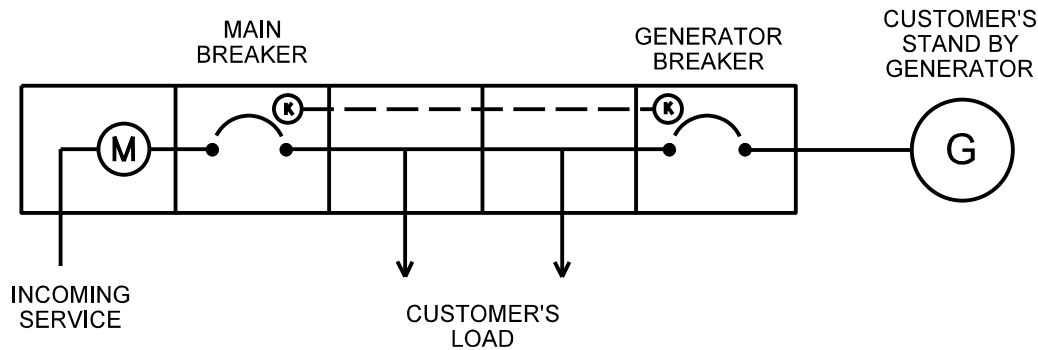 MAIN
BREAKER
GENERATOR
BREAKER
CUSTOMER'S
STAND BY
GENERATOR
K
K
M
G
INCOMING
SERVICE
CUSTOMER'S
LOAD